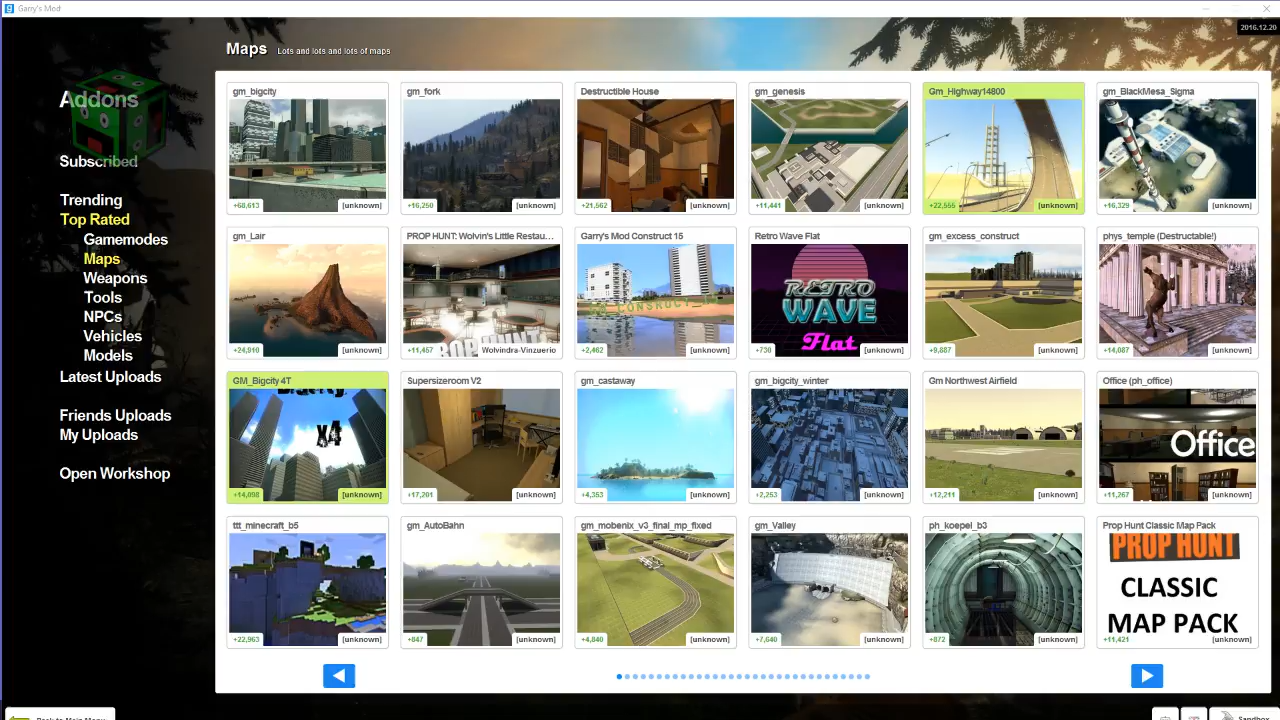 Garry's Mod
2016.12.20
Maps Lots and lots and lots of maps
Addons
Subscribed
Trending
Top Rated
Gamemodes
Maps
Weapons
Tools
NPCs
Vehicles
Models
Latest Uploads
Friends Uploads
My Uploads
Open Workshop
gm_bigcity
+68,613 [unknown]
gm_fork
+16,250 [unknown]
Destructible House
+21,562 [unknown]
gm_genesis
+11,441 [unknown]
Gm_Highway14800
+22,555 [unknown]
gm_BlackMesa_Sigma
+16,329 [unknown]
gm_Lair
+24,910 [unknown]
PROP HUNT: Wolvin's Little Restau...
+11,457 Wolvindra-Vinzuerio
Garry's Mod Construct 15
+2,462 [unknown]
Retro Wave Flat
RETRO
WAVE
Flat
+736 [unknown]
gm_excess_construct
+9,887 [unknown]
phys_temple (Destructable!)
+14,087 [unknown]
GM_Bigcity 4T
x4
+14,098 [unknown]
Supersizeroom V2
+17,201 [unknown]
gm_castaway
+4,353 [unknown]
gm_bigcity_winter
+2,253 [unknown]
Gm Northwest Airfield
+12,211 [unknown]
Office (ph_office)
Office
+11,267 [unknown]
ttt_minecraft_b5
+22,963 [unknown]
gm_AutoBahn
+847 [unknown]
gm_mobenix_v3_final_mp_fixed
+4,840 [unknown]
gm_Valley
+7,640 [unknown]
ph_koepel_b3
+872 [unknown]
Prop Hunt Classic Map Pack
PROP HUNT
CLASSIC
MAP PACK
+11,421 [unknown]
Back to Main Menu
Sandbox